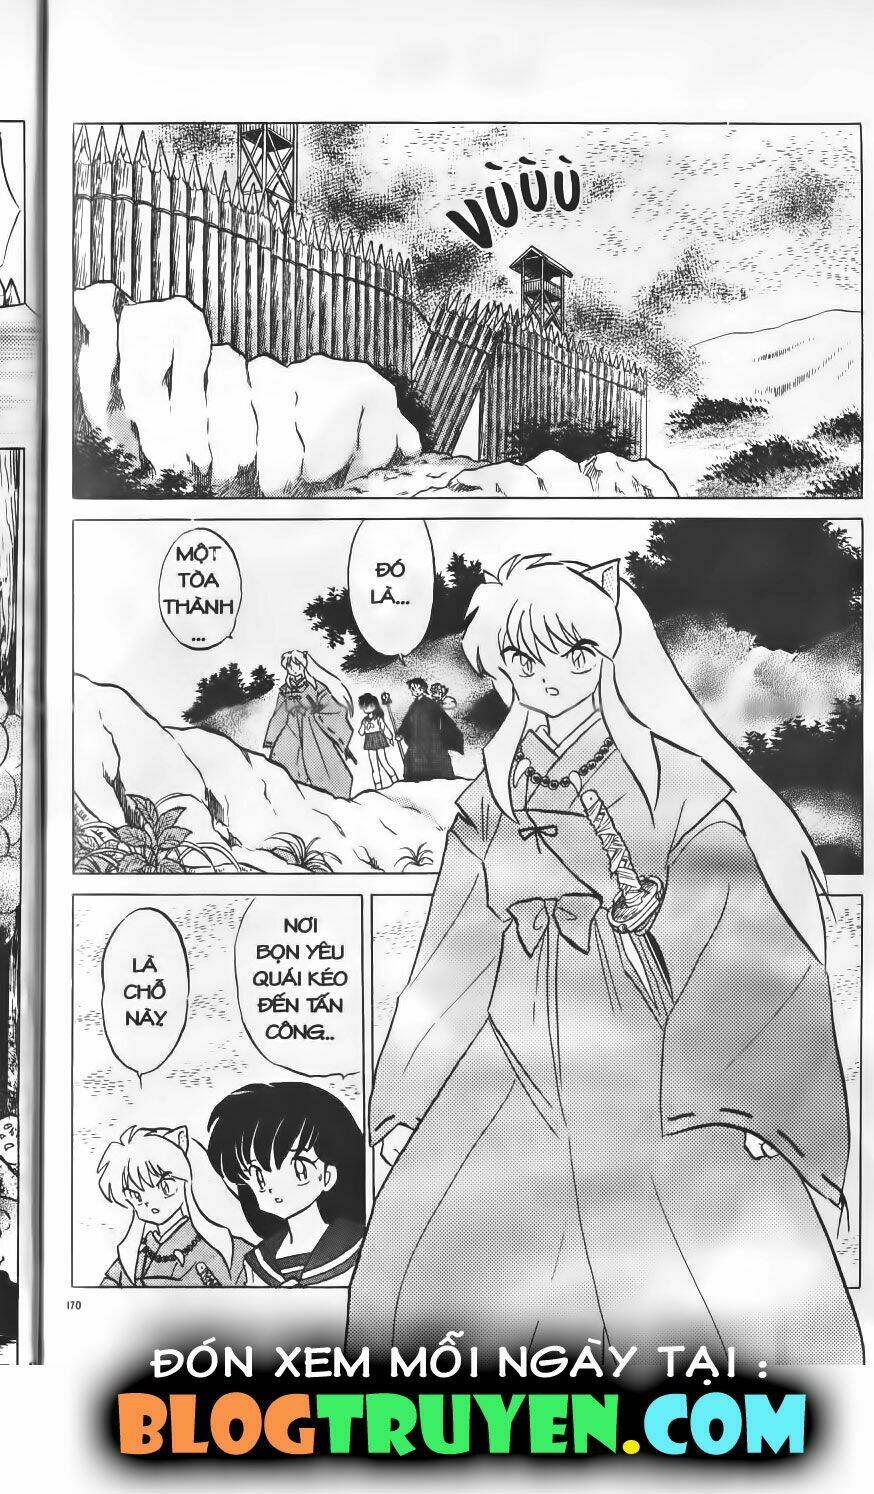 VÙÙÙ
MỘT
TÒA
THÀNH
...
ĐÓ
LÀ...
NƠI
BỌN YÊU
QUÁI KÉO
ĐẾN TẤN
CÔNG..
LÀ
CHỖ
NÀY.
170
ĐÓN XEM MỖI NGÀY TẠI :
BLOGTRUYEN.COM